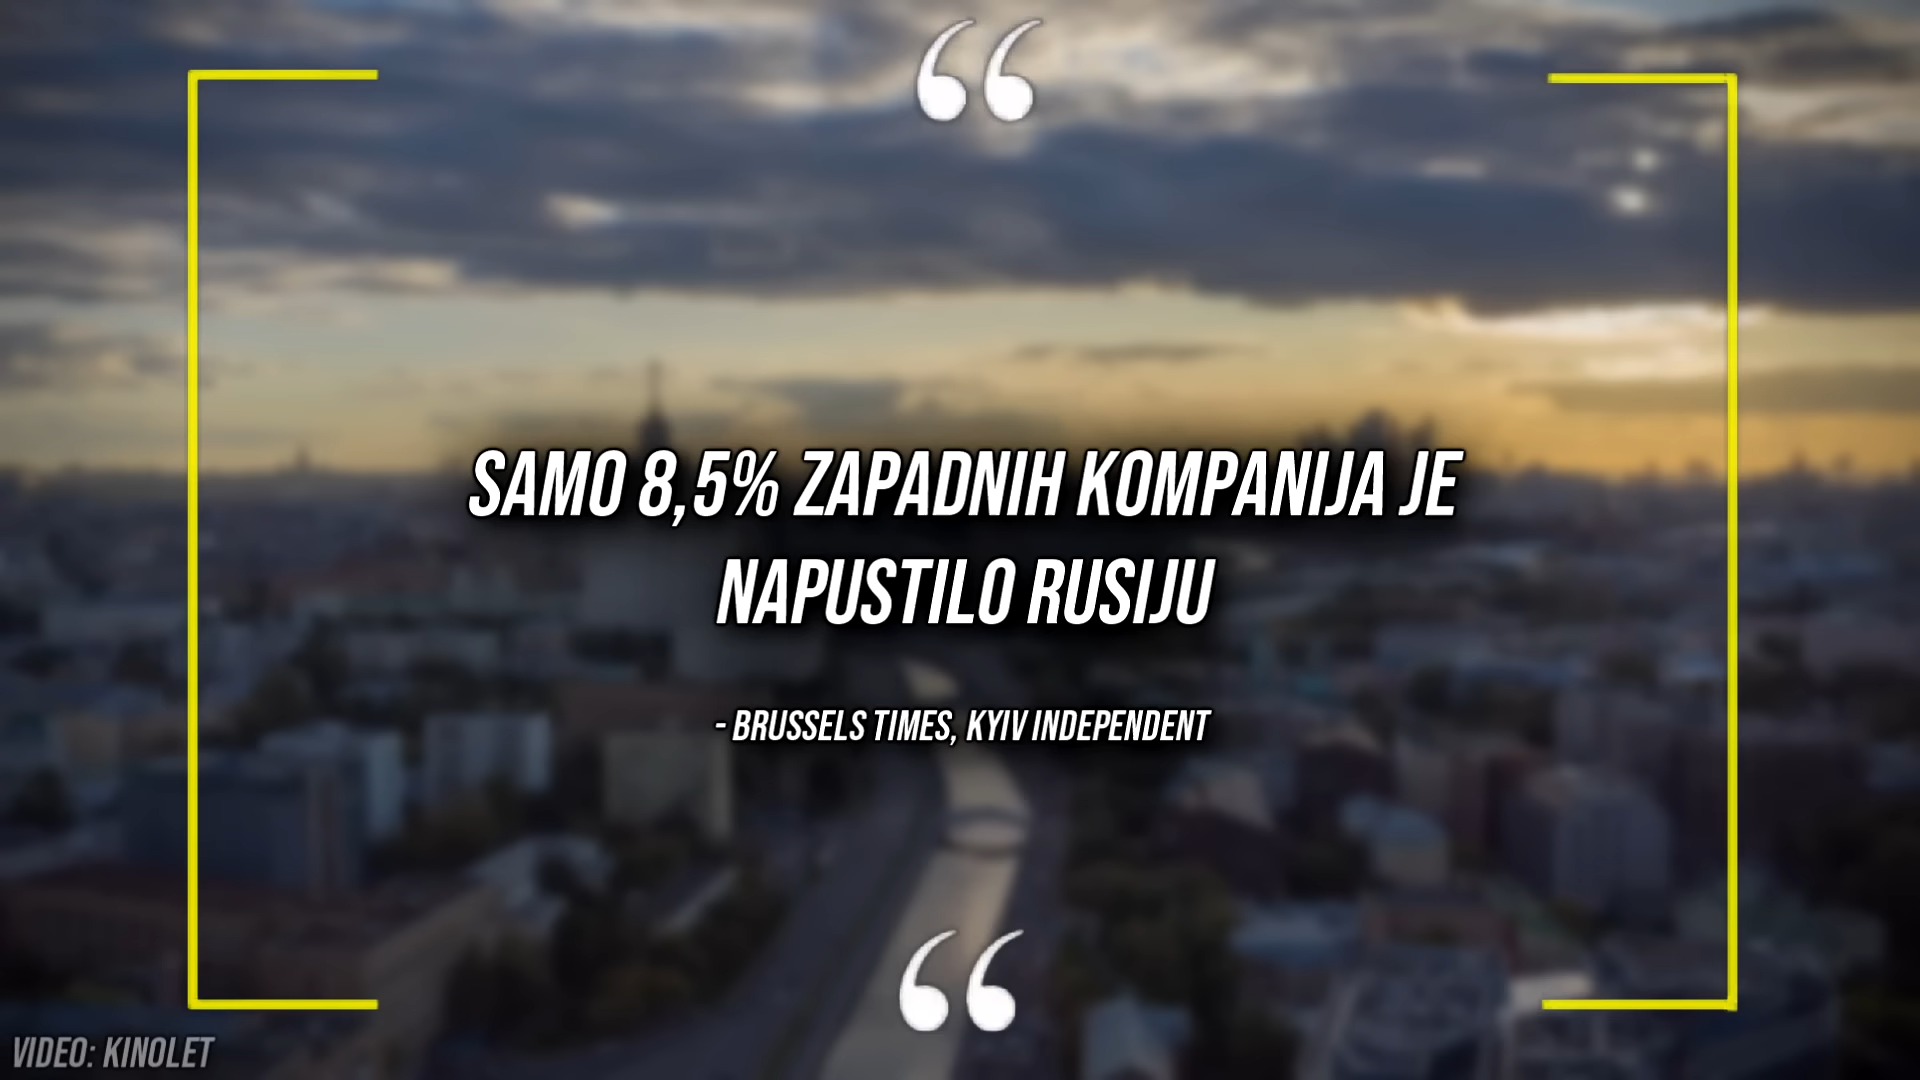 “
SAMO 8,5% ZAPADNIH KOMPANIJA JE
NAPUSTILO RUSIJU
- BRUSSELS TIMES, KYIV INDEPENDENT
“
VIDEO: KINOLET